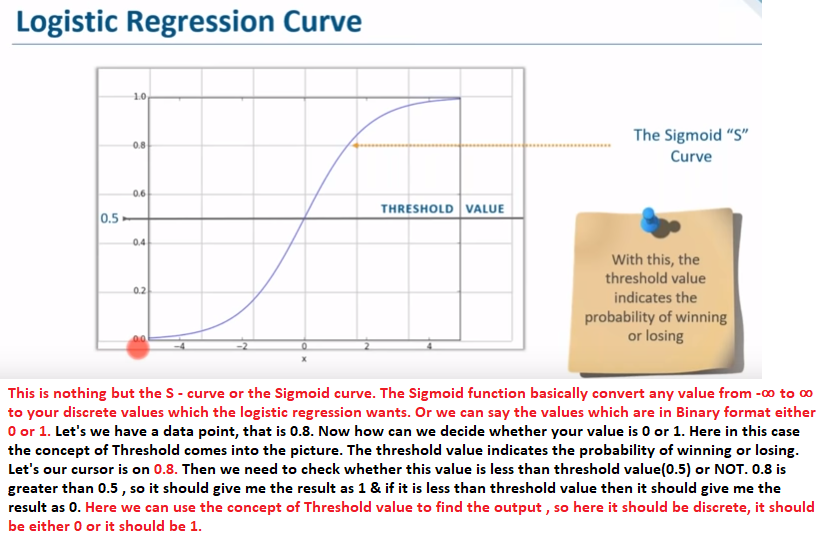 Logistic Regression Curve
1.0
0.8
0.6
0.5
0.4
0.2
0.0
-4
-2
0
2
4
x
THRESHOLD VALUE
The Sigmoid “S”
Curve
With this, the
threshold value
indicates the
probability of winning
or losing
This is nothing but the S - curve or the Sigmoid curve. The Sigmoid function basically convert any value from -∞ to ∞
to your discrete values which the logistic regression wants. Or we can say the values which are in Binary format either
0 or 1. Let's we have a data point, that is 0.8. Now how can we decide whether your value is 0 or 1. Here in this case
the concept of Threshold comes into the picture. The threshold value indicates the probability of winning or losing.
Let's our cursor is on 0.8. Then we need to check whether this value is less than threshold value(0.5) or NOT. 0.8 is
greater than 0.5 , so it should give me the result as 1 & if it is less than threshold value then it should give me the
result as 0. Here we can use the concept of Threshold value to find the output , so here it should be discrete, it should
be either 0 or it should be 1.